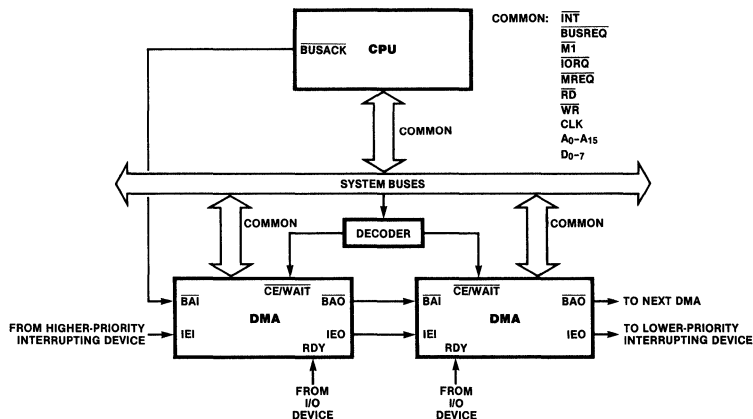 COMMON: INT
BUSREQ
M1
IORQ
MREQ
RD
WR
CLK
A0–A15
D0–7
BUSACK CPU
COMMON
SYSTEM BUSES
COMMON
DECODER
COMMON
CE/WAIT
BAI
BAO
DMA
IEI
IEO
RDY
CE/WAIT
BAI
BAO
DMA
IEI
IEO
RDY
TO NEXT DMA
FROM HIGHER-PRIORITY
INTERRUPTING DEVICE
TO LOWER-PRIORITY
INTERRUPTING DEVICE
FROM
I/O
DEVICE
FROM
I/O
DEVICE